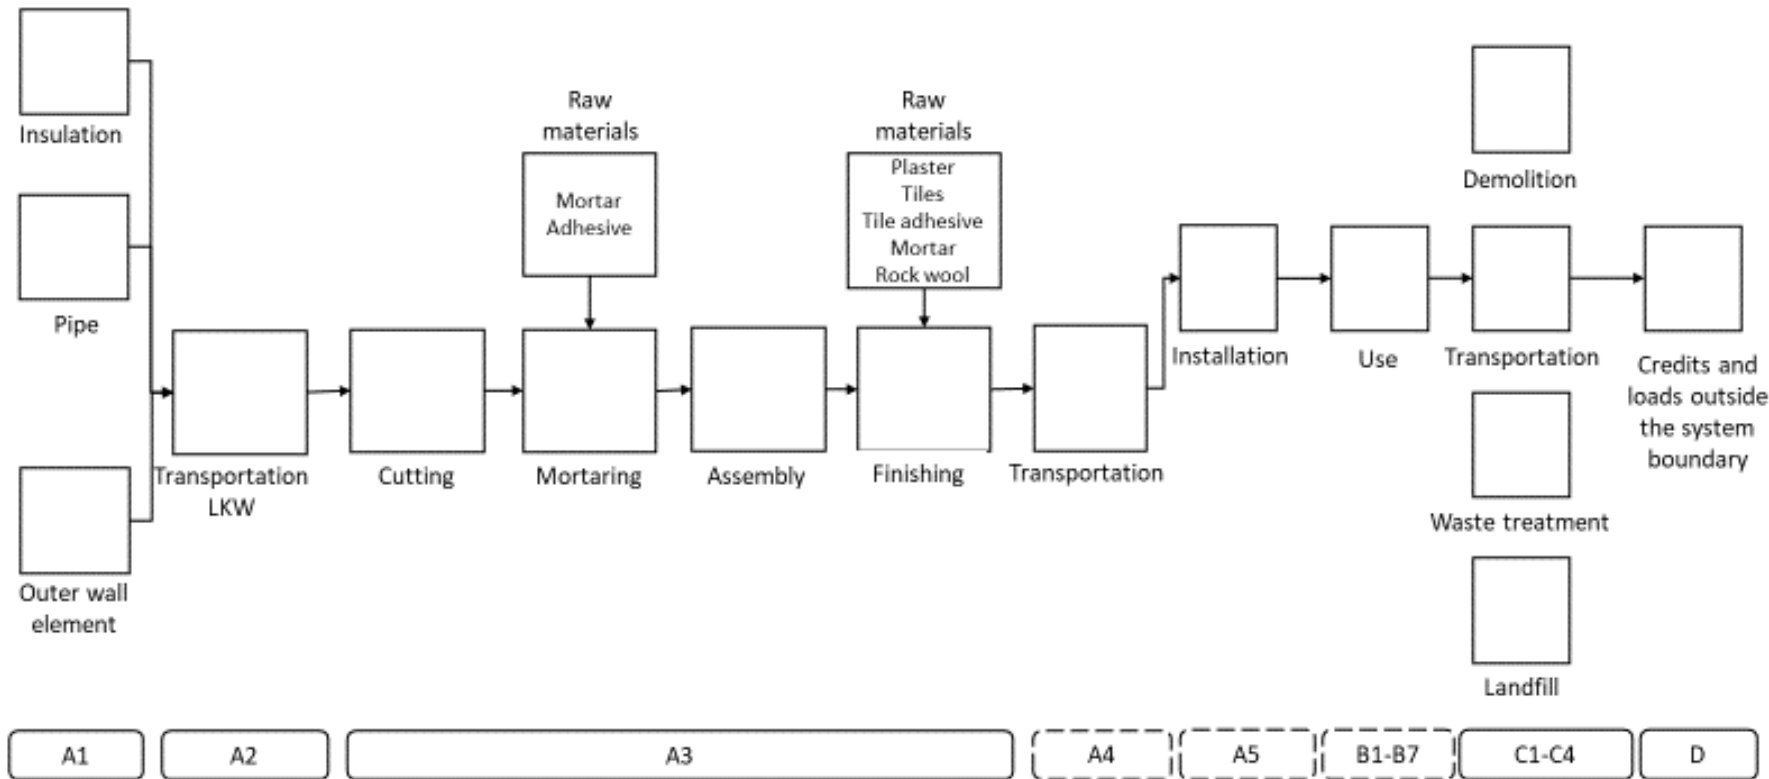 Insulation
Pipe
Outer wall
element
Transportation
LKW
Cutting
Raw
materials
Mortar
Adhesive
Mortaring
Assembly
Raw
materials
Plaster
Tiles
Tile adhesive
Mortar
Rock wool
Finishing
Transportation
Installation
Use
Demolition
Transportation
Waste treatment
Landfill
Credits and
loads outside
the system
boundary
A1
A2
A3
A4
A5
B1-B7
C1-C4
D